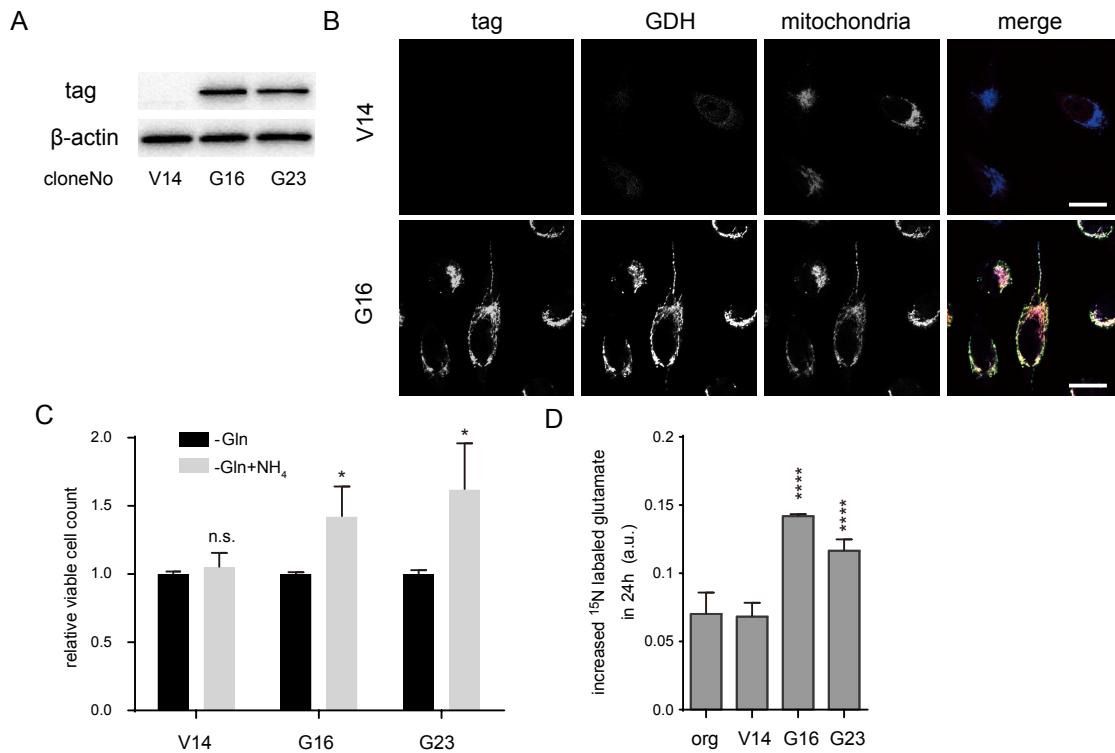 A
tag
β-actin
cloneNo V14 G16 G23
B
tag GDH mitochondria merge
V14
G16
C
relative viable cell count
2.0
1.5
1.0
0.5
0.0
-Gln
-Gln+NH₄
n.s.
*
*
V14 G16 G23
D
increased ¹⁵N labaled glutamate
in 24h (a.u.)
0.2
0.15
0.1
0.05
0.0
****
****
org V14 G16 G23